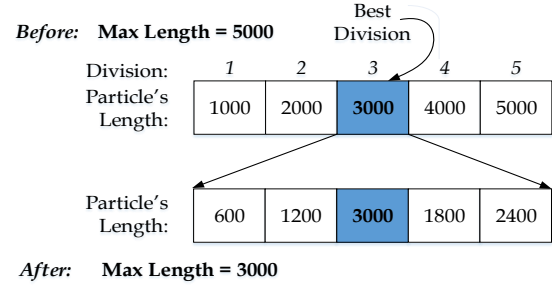 Best
Division
Before: Max Length = 5000
Division: 1 2 3 4 5
Particle's
Length:
1000 2000 3000 4000 5000
Particle's
Length:
600 1200 3000 1800 2400
After: Max Length = 3000